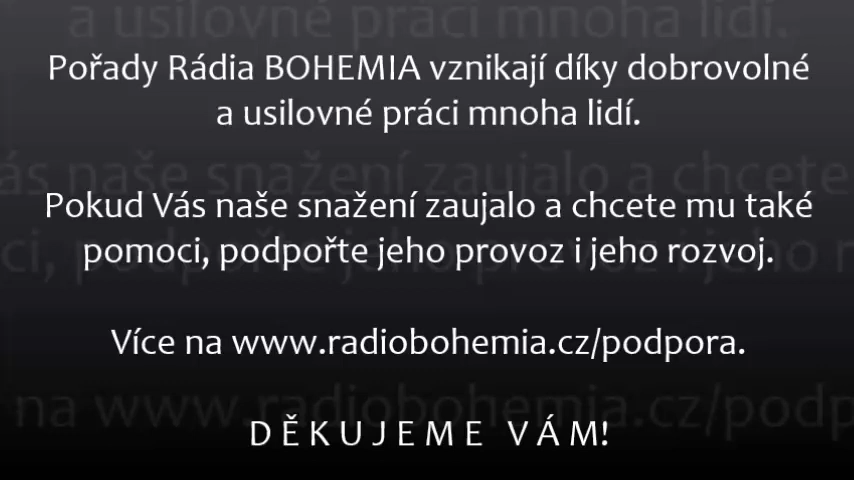 Pořady Rádia BOHEMIA vznikají díky dobrovolné
a usilovné práci mnoha lidí.
Pokud Vás naše snažení zaujalo a chcete mu také
pomoci, podpořte jeho provoz i jeho rozvoj.
Více na www.radiobohemia.cz/podpora.
D Ě K U J E M E V Á M!